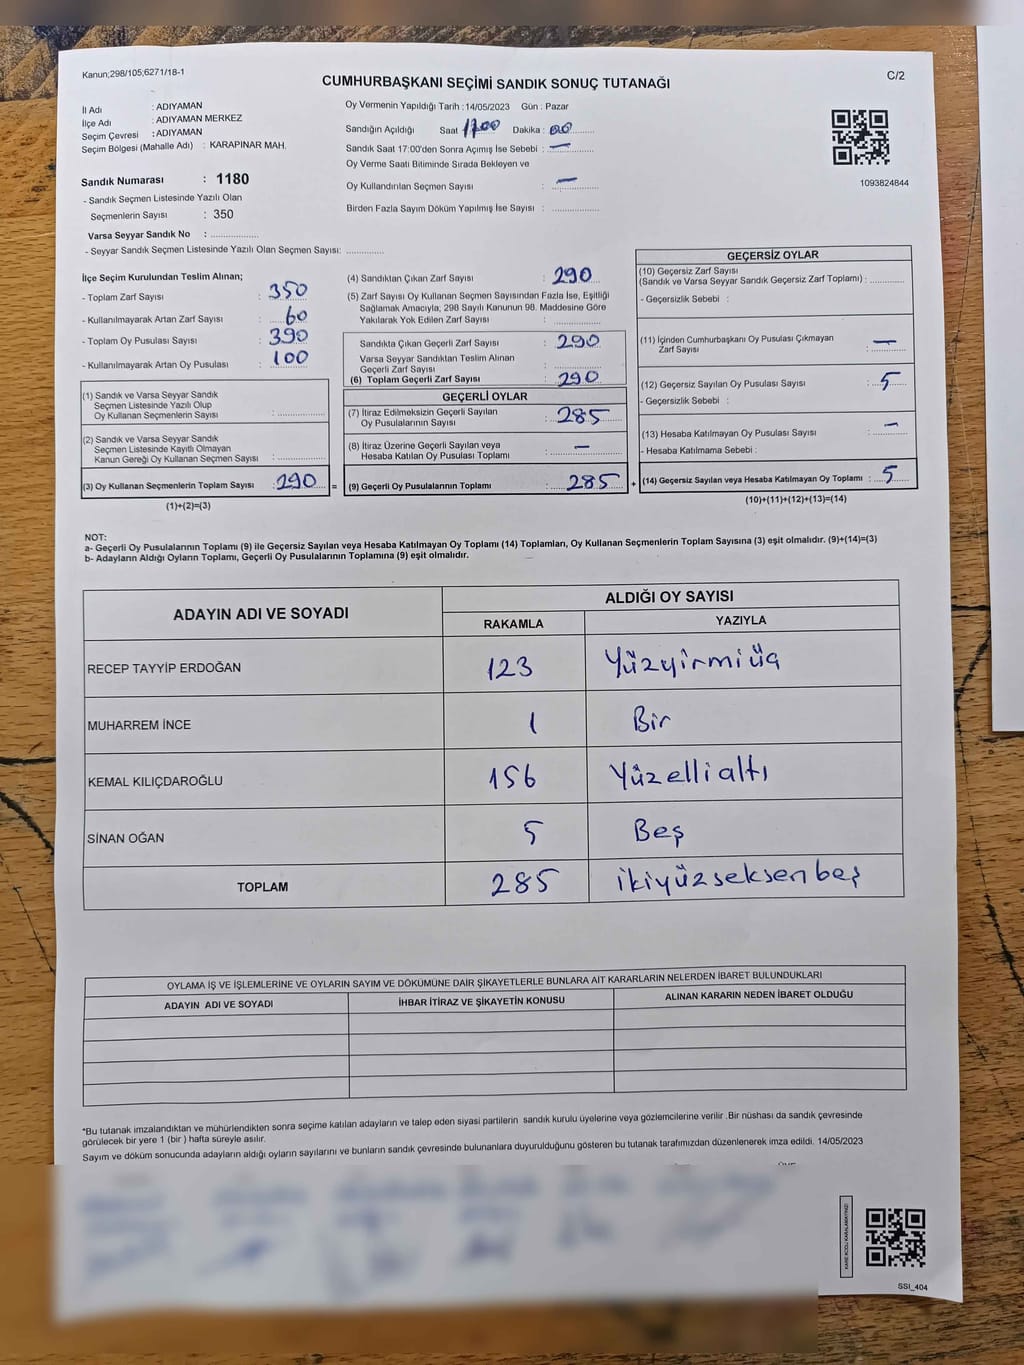 Kanun;298/105;6271/18-1
CUMHURBAŞKANI SEÇİMİ SANDIK SONUÇ TUTANAĞI
C/2
İl Adı : ADIYAMAN
İlçe Adı : ADIYAMAN MERKEZ
Seçim Çevresi : ADIYAMAN
Seçim Bölgesi (Mahalle Adı) : KARAPINAR MAH.
Sandık Numarası : 1180
- Sandık Seçmen Listesinde Yazılı Olan
Seçmenlerin Sayısı : 350
Varsa Seyyar Sandık No : ..............
- Seyyar Sandık Seçmen Listesinde Yazılı Olan Seçmen Sayısı: ............
Oy Vermenin Yapıldığı Tarih : 14/05/2023 Gün : Pazar
Sandığın Açıldığı Saat 17.00 Dakika : 00
Sandık Saat 17:00'den Sonra Açımış İse Sebebi : —
Oy Verme Saati Bitiminde Sırada Bekleyen ve
Oy Kullandırılan Seçmen Sayısı : —
Birden Fazla Sayım Döküm Yapılmış İse Sayısı : ..............
1093824844
İlçe Seçim Kurulundan Teslim Alınan;
- Toplam Zarf Sayısı : 350
- Kullanılmayarak Artan Zarf Sayısı : 60
- Toplam Oy Pusulası Sayısı : 390
- Kullanılmayarak Artan Oy Pusulası : 100
(1) Sandık ve Varsa Seyyar Sandık
Seçmen Listesinde Yazılı Olup
Oy Kullanan Seçmenlerin Sayısı : ..............
(2) Sandık ve Varsa Seyyar Sandık
Seçmen Listesinde Kayıtlı Olmayan
Kanun Gereği Oy Kullanan Seçmen Sayısı : ..............
(3) Oy Kullanan Seçmenlerin Toplam Sayısı : 290 =
(1)+(2)=(3)
(4) Sandıktan Çıkan Zarf Sayısı : 290
(5) Zarf Sayısı Oy Kullanan Seçmen Sayısından Fazla İse, Eşitliği
Sağlamak Amacıyla, 298 Sayılı Kanunun 98. Maddesine Göre
Yakılarak Yok Edilen Zarf Sayısı : ..............
Sandıkta Çıkan Geçerli Zarf Sayısı : 290
Varsa Seyyar Sandıktan Teslim Alınan
Geçerli Zarf Sayısı : ..............
(6) Toplam Geçerli Zarf Sayısı : 290
GEÇERLİ OYLAR
(7) İtiraz Edilmeksizin Geçerli Sayılan
Oy Pusulalarının Sayısı : 285
(8) İtiraz Üzerine Geçerli Sayılan veya
Hesaba Katılan Oy Pusulası Toplamı : —
(9) Geçerli Oy Pusulalarının Toplamı : 285 +
GEÇERSİZ OYLAR
(10) Geçersiz Zarf Sayısı
(Sandık ve Varsa Seyyar Sandık Geçersiz Zarf Toplamı) : ............
- Geçersizlik Sebebi :
(11) İçinden Cumhurbaşkanı Oy Pusulası Çıkmayan
Zarf Sayısı : —
(12) Geçersiz Sayılan Oy Pusulası Sayısı : 5
- Geçersizlik Sebebi :
(13) Hesaba Katılmayan Oy Pusulası Sayısı : —
- Hesaba Katılmama Sebebi :
(14) Geçersiz Sayılan veya Hesaba Katılmayan Oy Toplamı : 5
(10)+(11)+(12)+(13)=(14)
NOT:
a- Geçerli Oy Pusulalarının Toplamı (9) ile Geçersiz Sayılan veya Hesaba Katılmayan Oy Toplamı (14) Toplamları, Oy Kullanan Seçmenlerin Toplam Sayısına (3) eşit olmalıdır. (9)+(14)=(3)
b- Adayların Aldığı Oyların Toplamı, Geçerli Oy Pusulalarının Toplamına (9) eşit olmalıdır.
ADAYIN ADI VE SOYADI ALDIĞI OY SAYISI
RAKAMLA YAZIYLA
RECEP TAYYİP ERDOĞAN 123 Yüzyirmiüç
MUHARREM İNCE 1 Bir
KEMAL KILIÇDAROĞLU 156 Yüzellialtı
SİNAN OĞAN 5 Beş
TOPLAM 285 ikiyüzseksenbeş
OYLAMA İŞ VE İŞLEMLERİNE VE OYLARIN SAYIM VE DÖKÜMÜNE DAİR ŞİKAYETLERLE BUNLARA AİT KARARLARIN NELERDEN İBARET BULUNDUKLARI
ADAYIN ADI VE SOYADI İHBAR İTİRAZ VE ŞİKAYETİN KONUSU ALINAN KARARIN NEDEN İBARET OLDUĞU
*Bu tutanak imzalandıktan ve mühürlendikten sonra seçime katılan adayların ve talep eden siyasi partilerin sandık kurulu üyelerine veya gözlemcilerine verilir .Bir nüshası da sandık çevresinde
görülecek bir yere 1 (bir ) hafta süreyle asılır.
Sayım ve döküm sonucunda adayların aldığı oyların sayılarını ve bunların sandık çevresinde bulunanlara duyurulduğunu gösteren bu tutanak tarafımızdan düzenlenerek imza edildi. 14/05/2023
KARE KODU KARALAMAYINIZ!
SSI_404